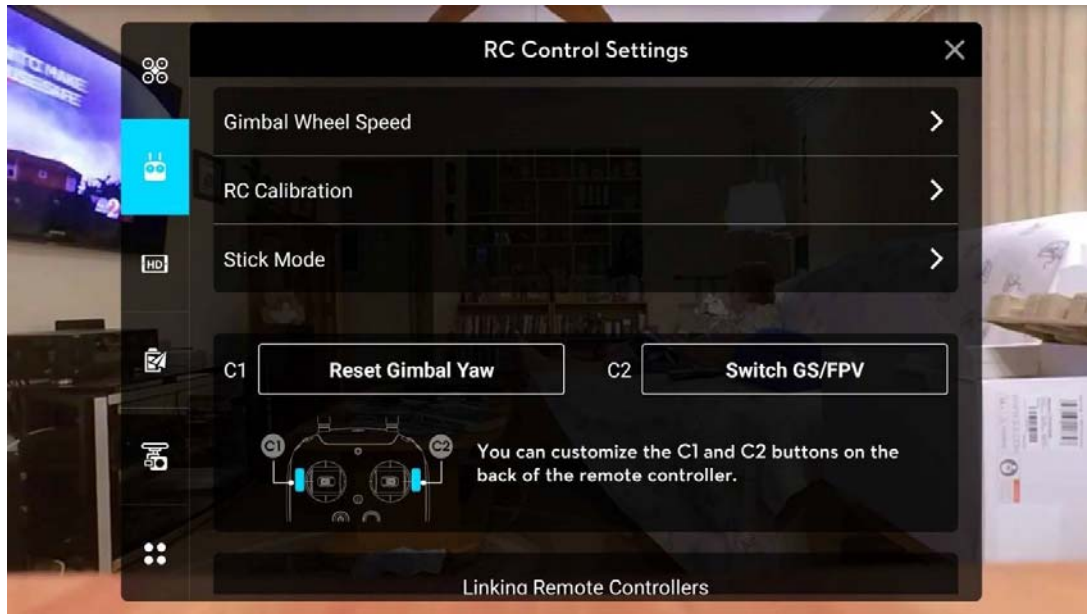 RC Control Settings
Gimbal Wheel Speed
RC Calibration
Stick Mode
HD
C1 Reset Gimbal Yaw C2 Switch GS/FPV
C1 C2
You can customize the C1 and C2 buttons on the
back of the remote controller.
Linking Remote Controllers